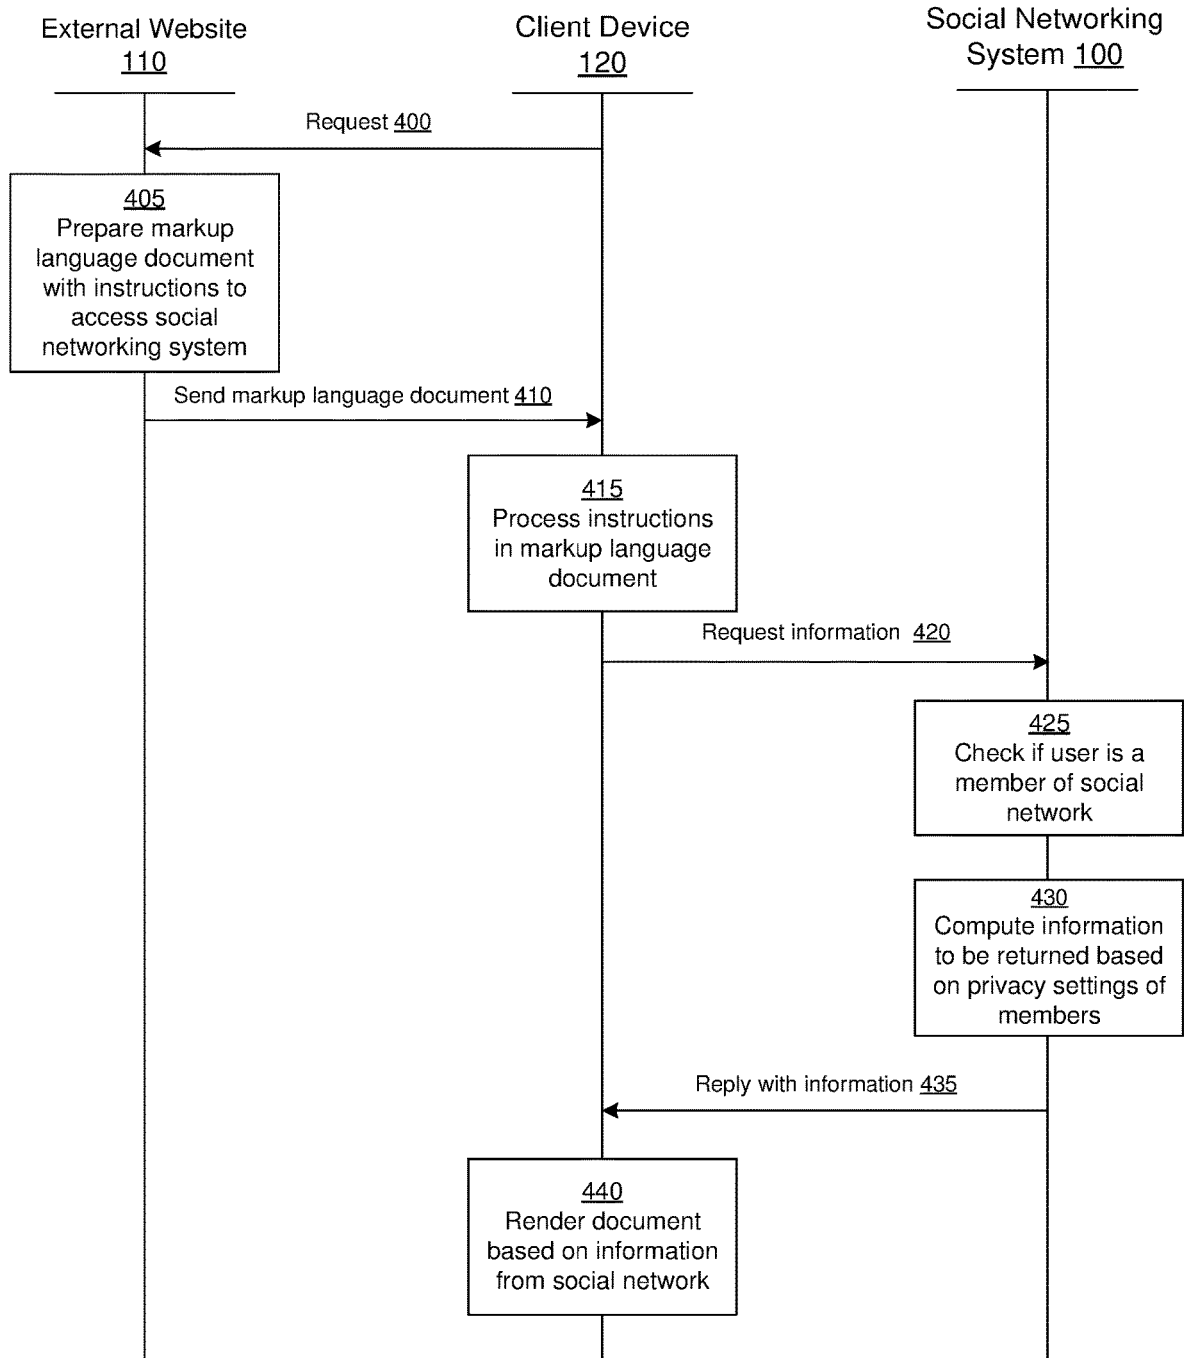 External Website
110
Client Device
120
Social Networking
System 100
Request 400
405
Prepare markup
language document
with instructions to
access social
networking system
Send markup language document 410
415
Process instructions
in markup language
document
Request information 420
425
Check if user is a
member of social
network
430
Compute information
to be returned based
on privacy settings of
members
Reply with information 435
440
Render document
based on information
from social network